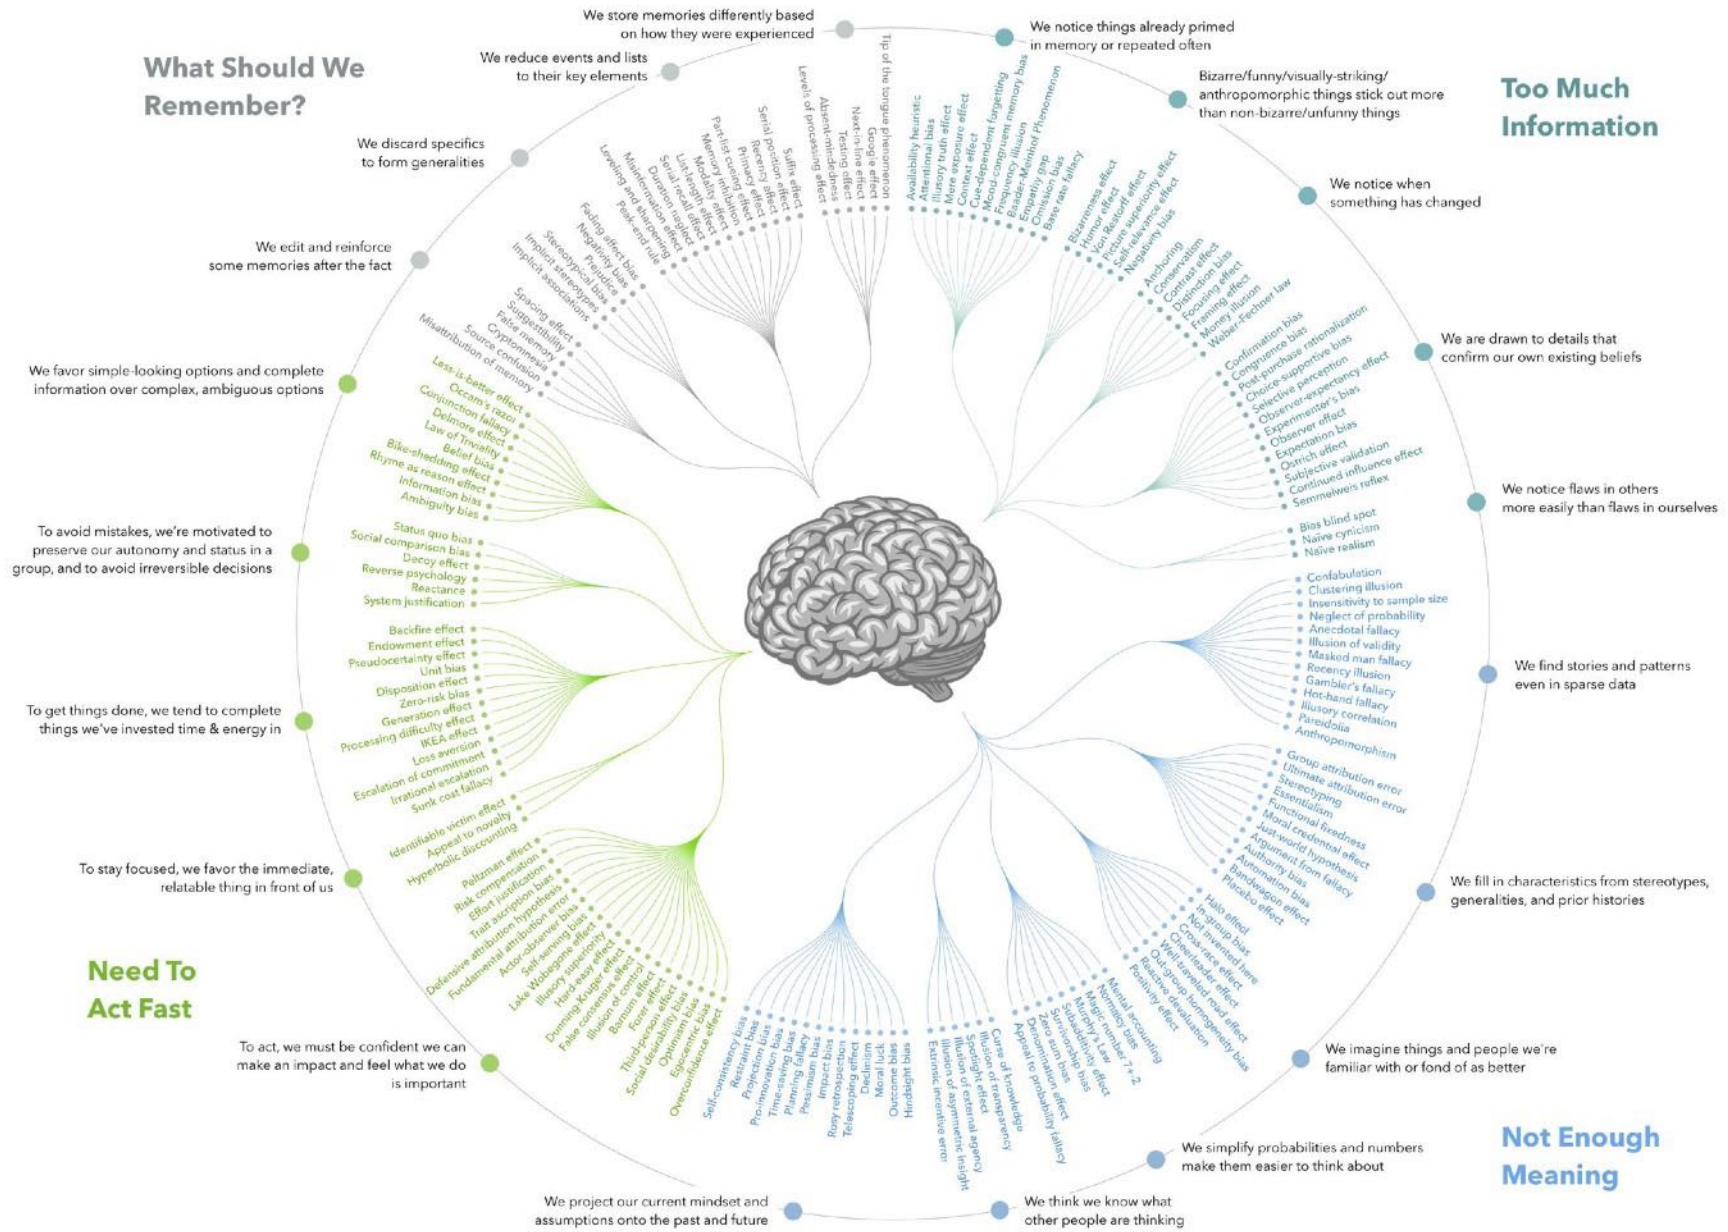 What Should We
Remember?
We store memories differently based
on how they were experienced
We reduce events and lists
to their key elements
We discard specifics
to form generalities
We edit and reinforce
some memories after the fact
Tip of the tongue phenomenon
Google effect
Next-in-line effect
Testing effect
Absent-mindedness
Levels of processing effect
Suffix effect
Serial position effect
Recency effect
Primacy effect
Part-list cueing effect
Memory inhibition
Modality effect
List-length effect
Serial recall effect
Duration neglect
Misinformation effect
Leveling and sharpening
Peak-end rule
Fading affect bias
Negativity bias
Prejudice
Stereotypical bias
Implicit stereotypes
Implicit associations
Spacing effect
Suggestibility
False memory
Cryptomnesia
Source confusion
Misattribution of memory
Too Much
Information
We notice things already primed
in memory or repeated often
Bizarre/funny/visually-striking/
anthropomorphic things stick out more
than non-bizarre/unfunny things
We notice when
something has changed
We are drawn to details that
confirm our own existing beliefs
We notice flaws in others
more easily than flaws in ourselves
Availability heuristic
Attentional bias
Illusory truth effect
Mere exposure effect
Context effect
Cue-dependent forgetting
Mood-congruent memory bias
Frequency illusion
Baader-Meinhof Phenomenon
Empathy gap
Omission bias
Base rate fallacy
Bizarreness effect
Humor effect
Von Restorff effect
Picture superiority effect
Self-relevance effect
Negativity bias
Anchoring
Conservatism
Contrast effect
Distinction bias
Focusing effect
Framing effect
Money illusion
Weber-Fechner law
Confirmation bias
Congruence bias
Post-purchase rationalization
Choice-supportive bias
Selective perception
Observer-expectancy effect
Experimenter's bias
Observer effect
Expectation bias
Ostrich effect
Subjective validation
Continued influence effect
Semmelweis reflex
Bias blind spot
Naïve cynicism
Naïve realism
Not Enough
Meaning
We find stories and patterns
even in sparse data
We fill in characteristics from stereotypes,
generalities, and prior histories
We imagine things and people we're
familiar with or fond of as better
We simplify probabilities and numbers
make them easier to think about
We think we know what
other people are thinking
We project our current mindset and
assumptions onto the past and future
Confabulation
Clustering illusion
Insensitivity to sample size
Neglect of probability
Anecdotal fallacy
Illusion of validity
Masked man fallacy
Recency illusion
Gambler's fallacy
Hot-hand fallacy
Illusory correlation
Pareidolia
Anthropomorphism
Group attribution error
Ultimate attribution error
Stereotyping
Essentialism
Functional fixedness
Moral credential effect
Just-world hypothesis
Argument from fallacy
Authority bias
Automation bias
Bandwagon effect
Placebo effect
Halo effect
In-group bias
Not invented here
Cross-race effect
Cheerleader effect
Well-traveled road effect
Out-group homogeneity bias
Reactive devaluation
Positivity effect
Mental accounting
Normalcy bias
Magic number 7+-2
Murphy's Law
Subadditivity effect
Survivorship bias
Zero sum bias
Denomination effect
Appeal to probability fallacy
Curse of knowledge
Illusion of transparency
Spotlight effect
Illusion of external agency
Illusion of asymmetric insight
Extrinsic incentive error
Hindsight bias
Outcome bias
Moral luck
Declinism
Telescoping effect
Rosy retrospection
Impact bias
Pessimism bias
Planning fallacy
Time-saving bias
Pro-innovation bias
Projection bias
Restraint bias
Self-consistency bias
Need To
Act Fast
We favor simple-looking options and complete
information over complex, ambiguous options
To avoid mistakes, we're motivated to
preserve our autonomy and status in a
group, and to avoid irreversible decisions
To get things done, we tend to complete
things we've invested time & energy in
To stay focused, we favor the immediate,
relatable thing in front of us
To act, we must be confident we can
make an impact and feel what we do
is important
Less-is-better effect
Occam's razor
Conjunction fallacy
Delmore effect
Law of Triviality
Belief bias
Bike-shedding effect
Rhyme as reason effect
Information bias
Ambiguity bias
Status quo bias
Social comparison bias
Decoy effect
Reverse psychology
Reactance
System justification
Backfire effect
Endowment effect
Pseudocertainty effect
Unit bias
Disposition effect
Zero-risk bias
Generation effect
Processing difficulty effect
IKEA effect
Loss aversion
Escalation of commitment
Irrational escalation
Sunk cost fallacy
Identifiable victim effect
Appeal to novelty
Hyperbolic discounting
Peltzman effect
Risk compensation
Effort justification
Trait ascription bias
Defensive attribution hypothesis
Fundamental attribution error
Actor-observer bias
Self-serving bias
Lake Wobegone effect
Illusory superiority
Hard-easy effect
Dunning-Kruger effect
False consensus effect
Illusion of control
Barnum effect
Forer effect
Third-person effect
Social desirability bias
Optimism bias
Egocentric bias
Overconfidence effect